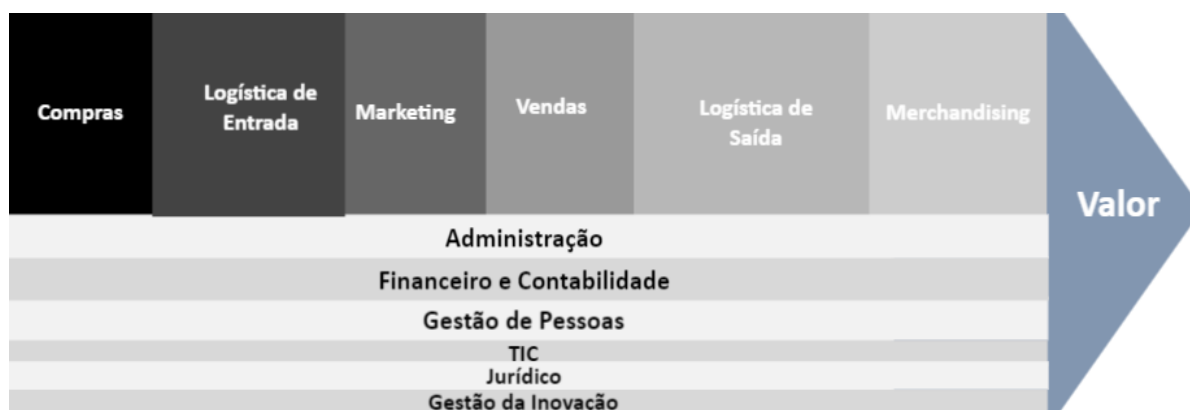 Compras
Logística de
Entrada
Marketing
Vendas
Logística de
Saída
Merchandising
Valor
Administração
Financeiro e Contabilidade
Gestão de Pessoas
TIC
Jurídico
Gestão da Inovação